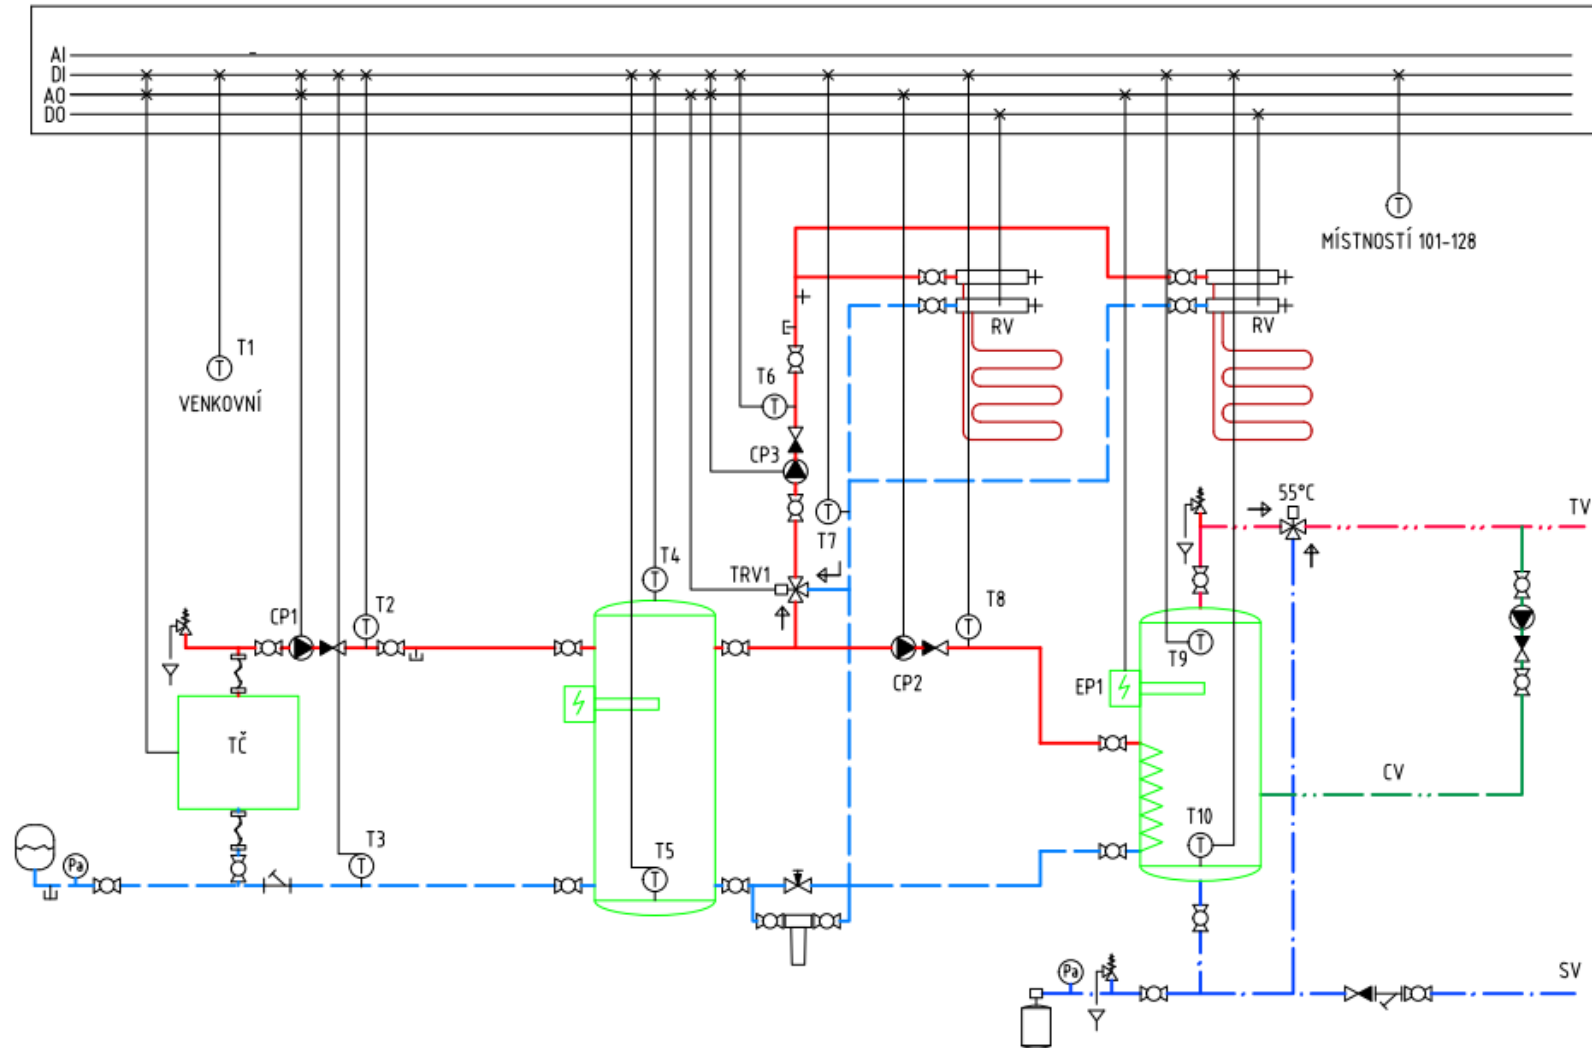 AI
DI
AO
DO
T
MÍSTNOSTÍ 101-128
RV
RV
T1
T
VENKOVNÍ
T6
T
CP3
T
T7
55°C
TV
T4
T
TRV1
CP1
T2
T
T8
T
CP2
T9
T
EP1
TČ
CV
T10
T
T3
T
Pa
T5
T
Pa
SV